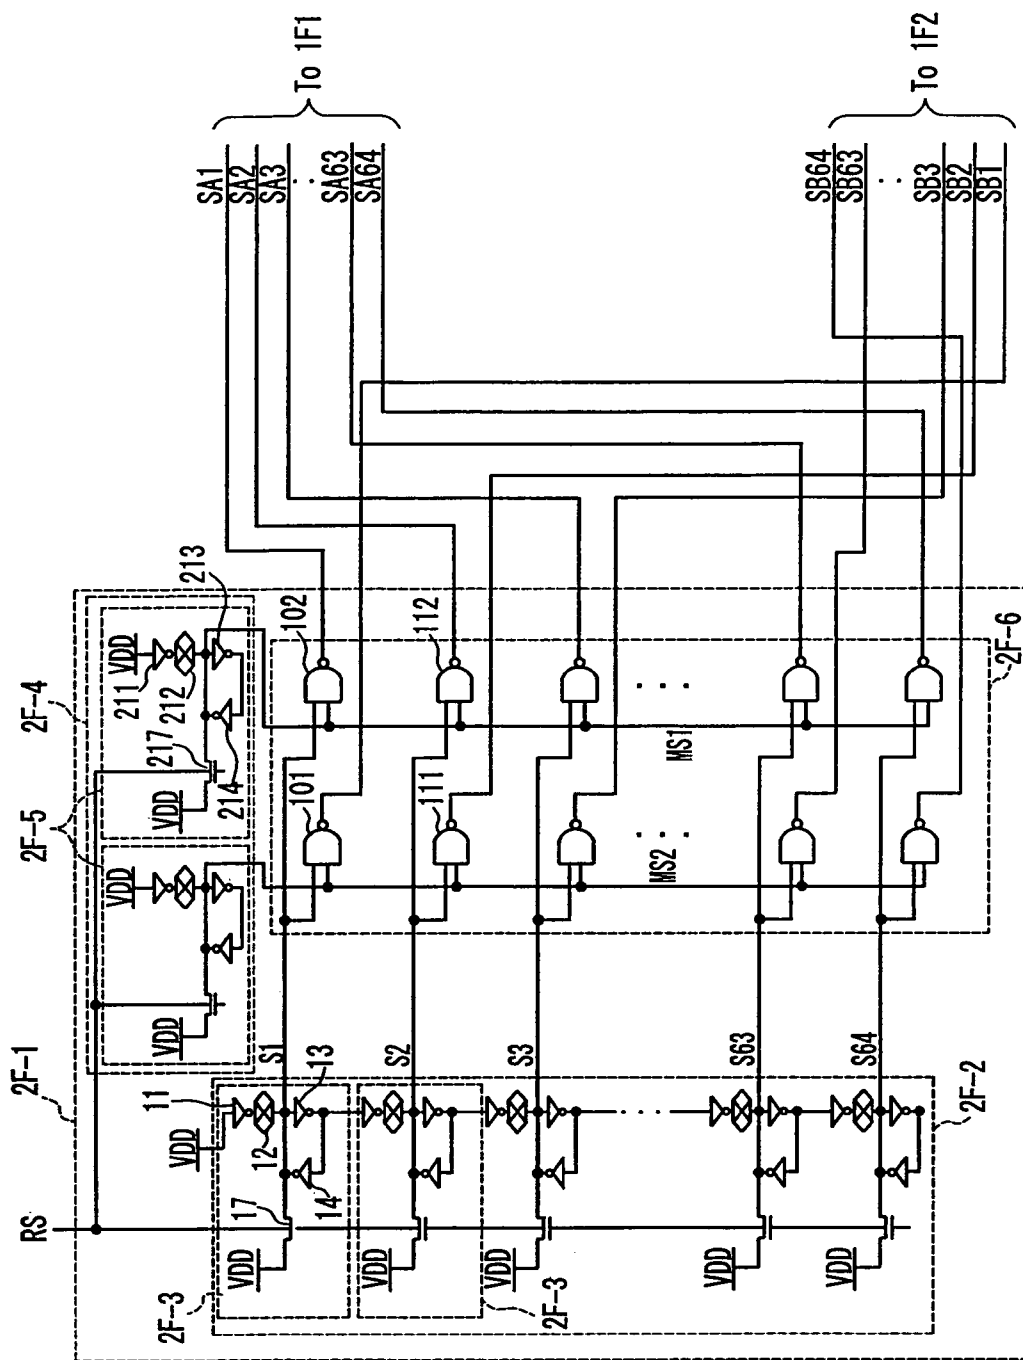 RS
2F-1
2F-4
2F-5
VDD
VDD
211
212
213
214
217
VDD
VDD
2F-3
VDD
VDD
11
12
13
14
17
S1
VDD
S2
2F-3
VDD
S3
VDD
S63
VDD
S64
2F-2
101
102
111
112
MS2
MS1
. . .
. . .
2F-6
SA1
SA2
SA3
. .
SA63
SA64
To 1F1
SB64
SB63
. .
SB3
SB2
SB1
To 1F2